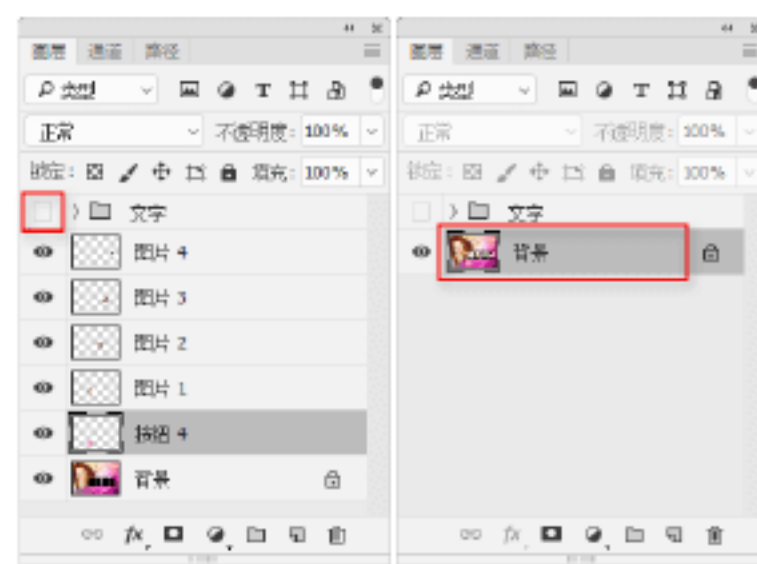 图层 通道 路径
类型
正常 不透明度: 100%
锁定: 填充: 100%
文字
图片 4
图片 3
图片 2
图片 1
按钮 4
背景
fx
图层 通道 路径
类型
正常 不透明度: 100%
锁定: 填充: 100%
文字
背景
fx